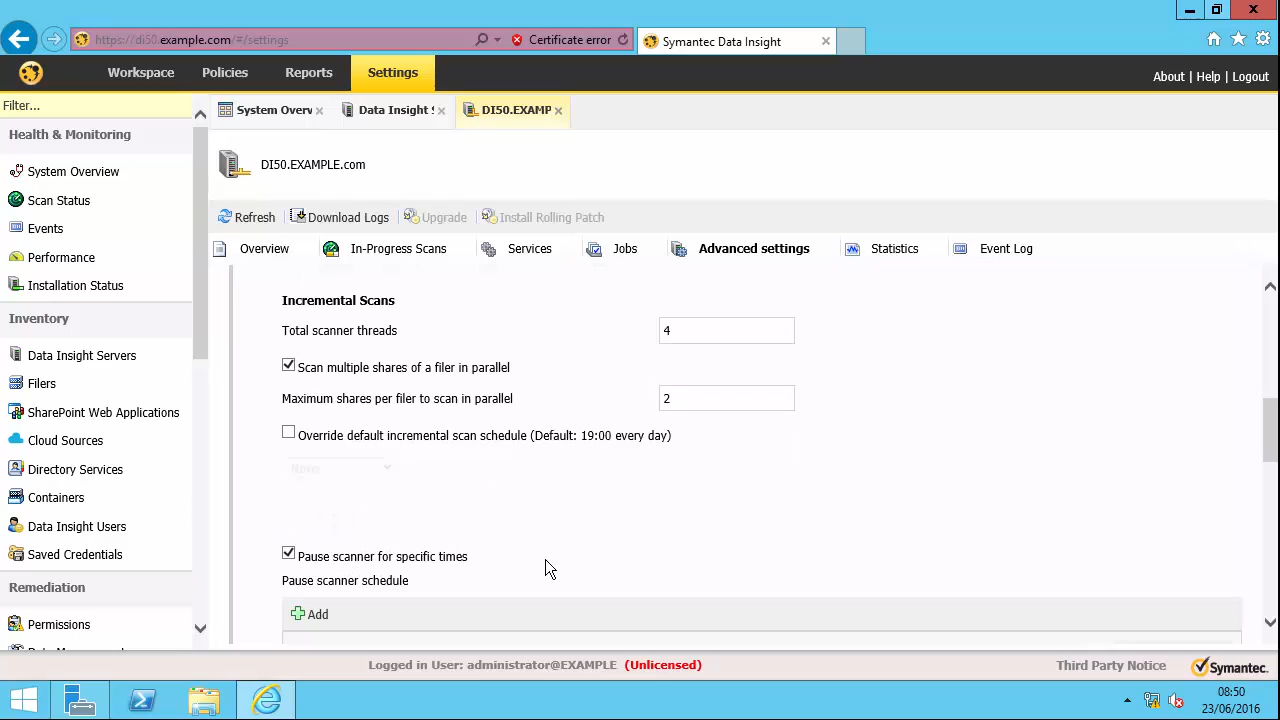 https://di50.example.com/#/settings
Certificate error
Symantec Data Insight
Workspace
Policies
Reports
Settings
About | Help | Logout
Filter...
System Overv
Data Insight S
DI50.EXAMP
Health & Monitoring
System Overview
Scan Status
Events
Performance
Installation Status
Inventory
Data Insight Servers
Filers
SharePoint Web Applications
Cloud Sources
Directory Services
Containers
Data Insight Users
Saved Credentials
Remediation
Permissions
DI50.EXAMPLE.com
Refresh
Download Logs
Upgrade
Install Rolling Patch
Overview
In-Progress Scans
Services
Jobs
Advanced settings
Statistics
Event Log
Incremental Scans
Total scanner threads
4
Scan multiple shares of a filer in parallel
Maximum shares per filer to scan in parallel
2
Override default incremental scan schedule (Default: 19:00 every day)
Never
Pause scanner for specific times
Pause scanner schedule
Add
Logged in User: administrator@EXAMPLE (Unlicensed)
Third Party Notice
Symantec.
08:50
23/06/2016